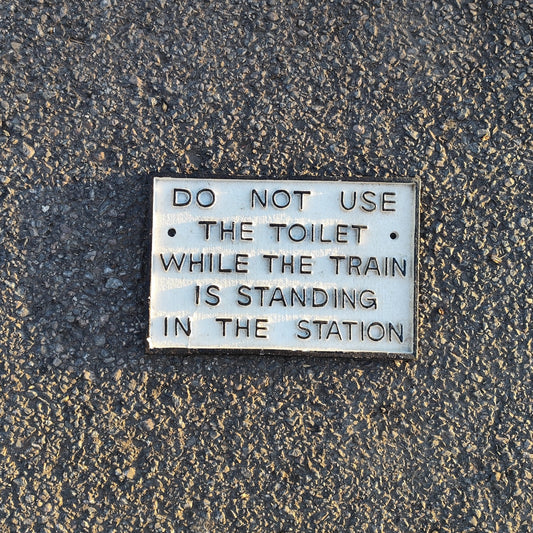 DO NOT USE
THE TOILET
WHILE THE TRAIN
IS STANDING
IN THE STATION